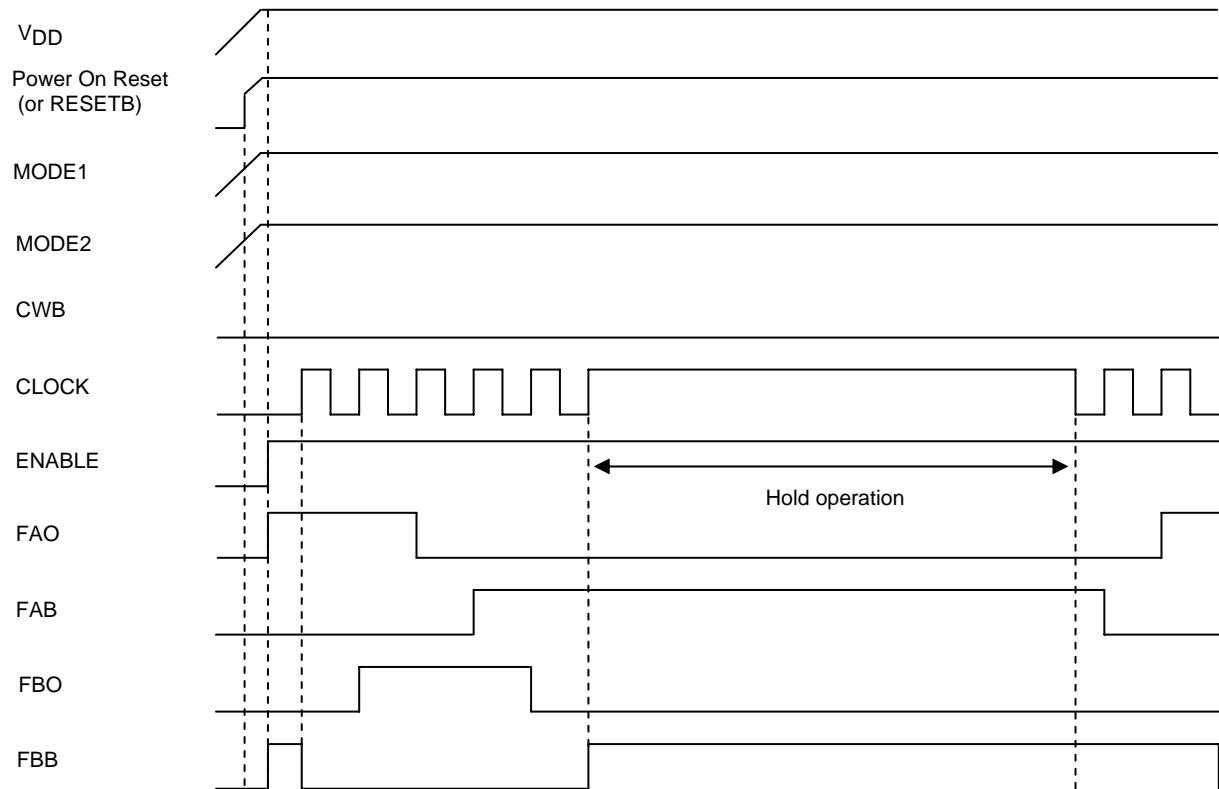 VDD
Power On Reset
(or RESETB)
MODE1
MODE2
CWB
CLOCK
ENABLE
Hold operation
FAO
FAB
FBO
FBB